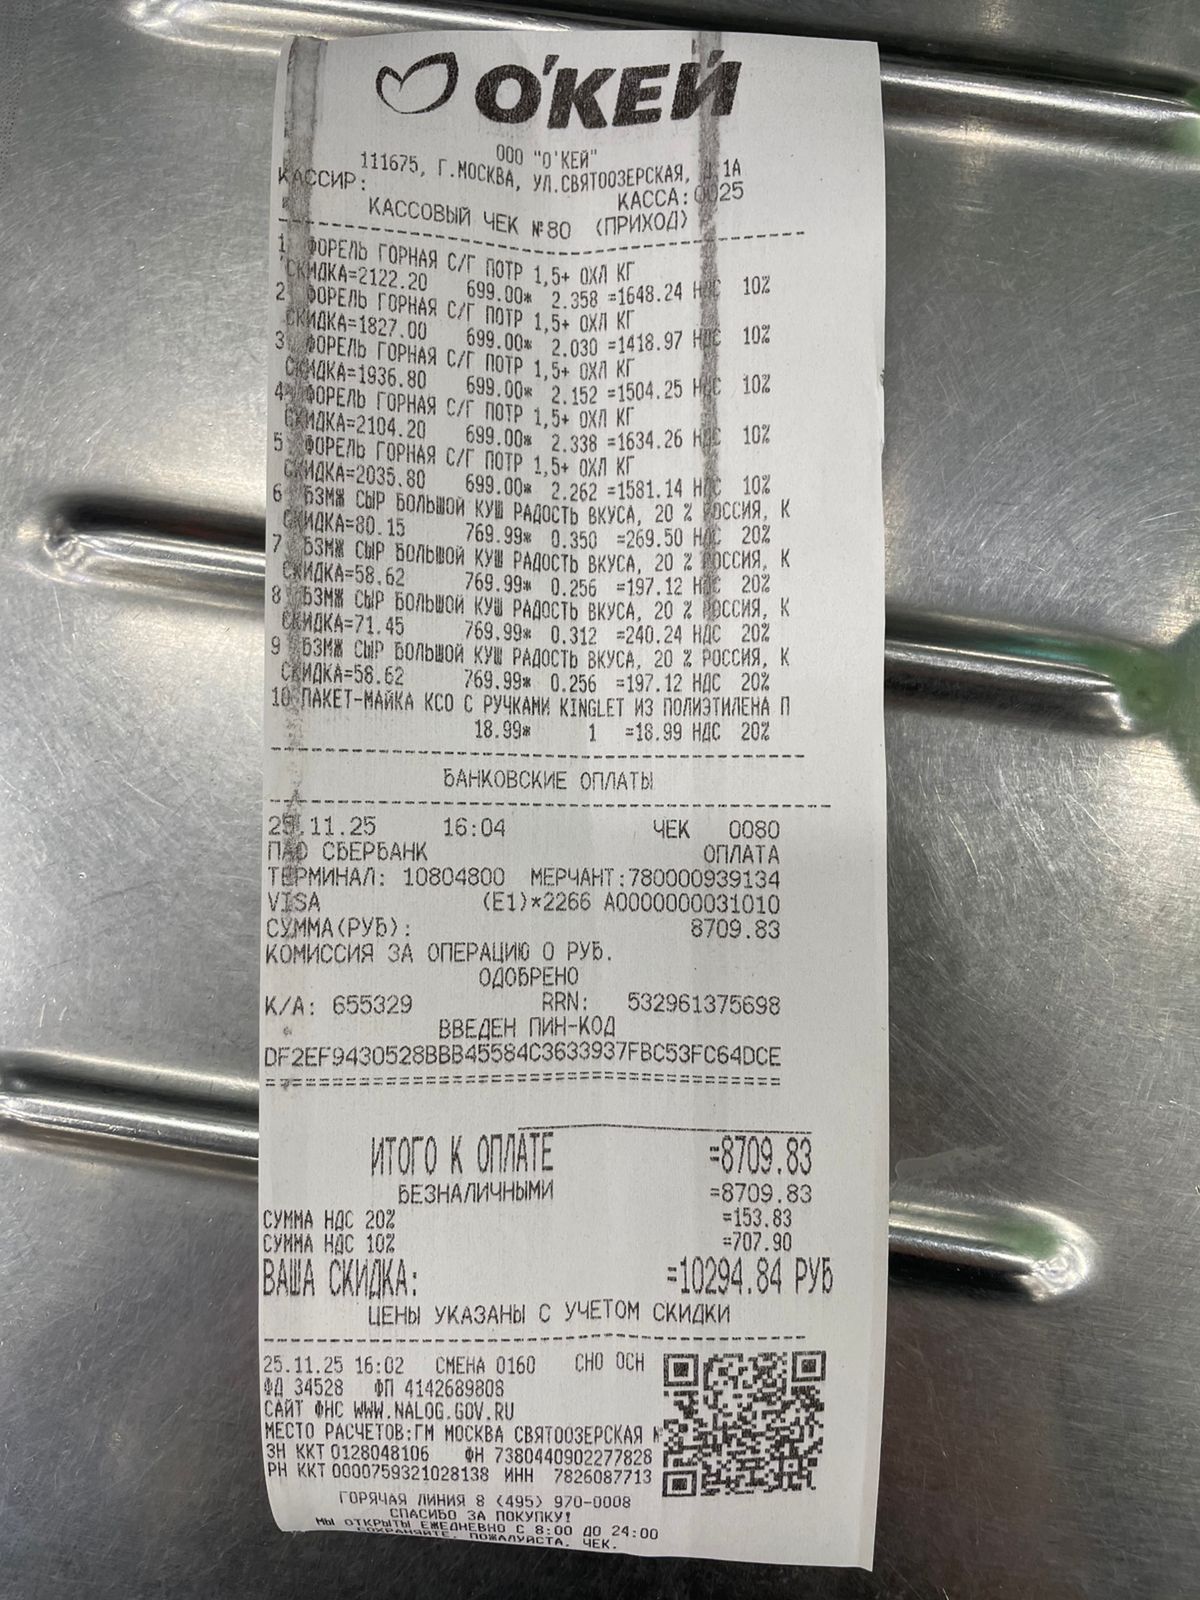 О'КЕЙ
ООО "О'КЕЙ"
111675, Г.МОСКВА, УЛ.СВЯТООЗЕРСКАЯ, Д.1А
КАССИР: КАССА:0025
КАССОВЫЙ ЧЕК №80 (ПРИХОД)
1 ФОРЕЛЬ ГОРНАЯ С/Г ПОТР 1,5+ ОХЛ КГ
СКИДКА=2122.20 699.00* 2.358 =1648.24 НДС 10%
2 ФОРЕЛЬ ГОРНАЯ С/Г ПОТР 1,5+ ОХЛ КГ
СКИДКА=1827.00 699.00* 2.030 =1418.97 НДС 10%
3 ФОРЕЛЬ ГОРНАЯ С/Г ПОТР 1,5+ ОХЛ КГ
СКИДКА=1936.80 699.00* 2.152 =1504.25 НДС 10%
4 ФОРЕЛЬ ГОРНАЯ С/Г ПОТР 1,5+ ОХЛ КГ
СКИДКА=2104.20 699.00* 2.338 =1634.26 НДС 10%
5 ФОРЕЛЬ ГОРНАЯ С/Г ПОТР 1,5+ ОХЛ КГ
СКИДКА=2035.80 699.00* 2.262 =1581.14 НДС 10%
6 БЗМЖ СЫР БОЛЬШОЙ КУШ РАДОСТЬ ВКУСА, 20 % РОССИЯ, К
СКИДКА=80.15 769.99* 0.350 =269.50 НДС 20%
7 БЗМЖ СЫР БОЛЬШОЙ КУШ РАДОСТЬ ВКУСА, 20 % РОССИЯ, К
СКИДКА=58.62 769.99* 0.256 =197.12 НДС 20%
8 БЗМЖ СЫР БОЛЬШОЙ КУШ РАДОСТЬ ВКУСА, 20 % РОССИЯ, К
СКИДКА=71.45 769.99* 0.312 =240.24 НДС 20%
9 БЗМЖ СЫР БОЛЬШОЙ КУШ РАДОСТЬ ВКУСА, 20 % РОССИЯ, К
СКИДКА=58.62 769.99* 0.256 =197.12 НДС 20%
10 ПАКЕТ-МАЙКА КСО С РУЧКАМИ KINGLET ИЗ ПОЛИЭТИЛЕНА П
18.99* 1 =18.99 НДС 20%
БАНКОВСКИЕ ОПЛАТЫ
25.11.25 16:04 ЧЕК 0080
ПАО СБЕРБАНК ОПЛАТА
ТЕРМИНАЛ: 10804800 МЕРЧАНТ:780000939134
VISA (E1)*2266 A0000000031010
СУММА(РУБ): 8709.83
КОМИССИЯ ЗА ОПЕРАЦИЮ 0 РУБ.
ОДОБРЕНО
К/А: 655329 RRN: 532961375698
ВВЕДЕН ПИН-КОД
DF2EF9430528BBB45584C3633937FBC53FC64DCE
ИТОГО К ОПЛАТЕ =8709.83
БЕЗНАЛИЧНЫМИ =8709.83
СУММА НДС 20% =153.83
СУММА НДС 10% =707.90
ВАША СКИДКА: =10294.84 РУБ
ЦЕНЫ УКАЗАНЫ С УЧЕТОМ СКИДКИ
25.11.25 16:02 СМЕНА 0160 СНО ОСН
ФД 34528 ФП 4142689808
САЙТ ФНС WWW.NALOG.GOV.RU
МЕСТО РАСЧЕТОВ:ГМ МОСКВА СВЯТООЗЕРСКАЯ №
ЗН ККТ 0128048106 ФН 7380440902277828
РН ККТ 0000759321028138 ИНН 7826087713
ГОРЯЧАЯ ЛИНИЯ 8 (495) 970-0008
СПАСИБО ЗА ПОКУПКУ!
МЫ ОТКРЫТЫ ЕЖЕДНЕВНО С 8:00 ДО 24:00
СОХРАНЯЙТЕ, ПОЖАЛУЙСТА, ЧЕК.